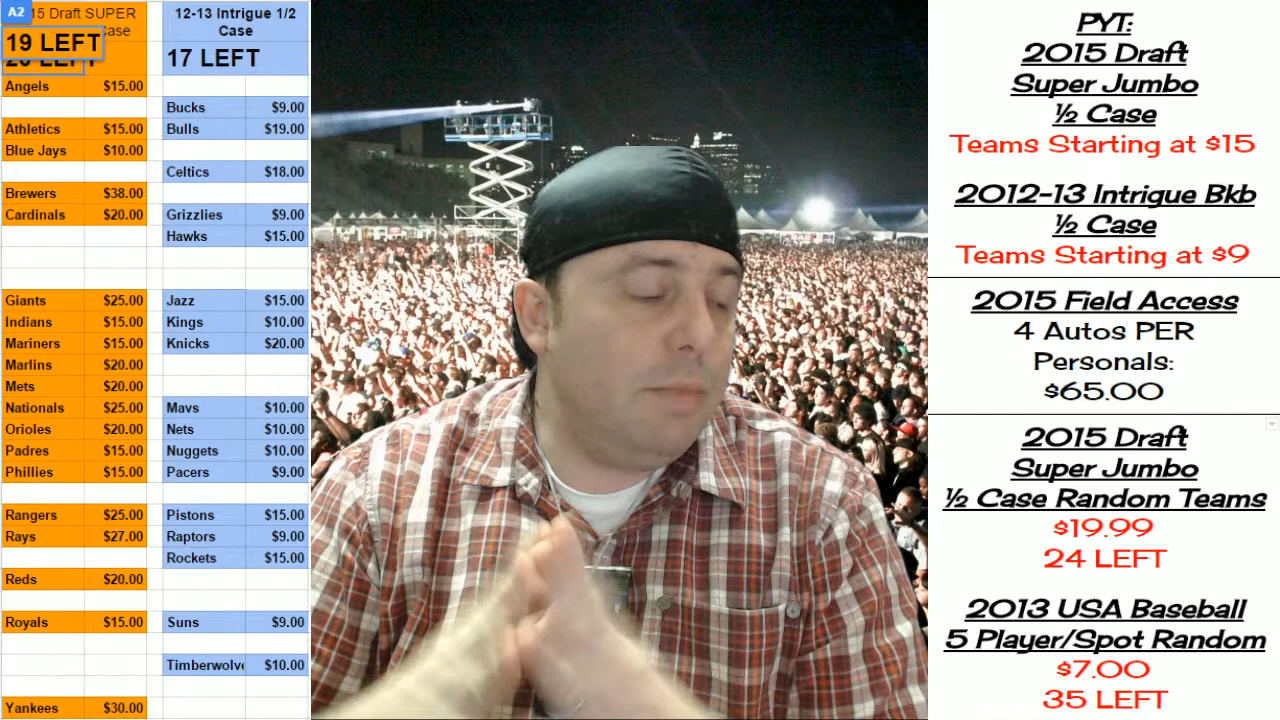 A2
15 Draft SUPER
Case
19 LEFT
Angels $15.00
Athletics $15.00
Blue Jays $10.00
Brewers $38.00
Cardinals $20.00
Giants $25.00
Indians $15.00
Mariners $15.00
Marlins $20.00
Mets $20.00
Nationals $25.00
Orioles $20.00
Padres $15.00
Phillies $15.00
Rangers $25.00
Rays $27.00
Reds $20.00
Royals $15.00
Yankees $30.00
12-13 Intrigue 1/2
Case
17 LEFT
Bucks $9.00
Bulls $19.00
Celtics $18.00
Grizzlies $9.00
Hawks $15.00
Jazz $15.00
Kings $10.00
Knicks $20.00
Mavs $10.00
Nets $10.00
Nuggets $10.00
Pacers $9.00
Pistons $15.00
Raptors $9.00
Rockets $15.00
Suns $9.00
Timberwolve $10.00
PYT:
2015 Draft
Super Jumbo
½ Case
Teams Starting at $15
2012-13 Intrigue Bkb
½ Case
Teams Starting at $9
2015 Field Access
4 Autos PER
Personals:
$65.00
2015 Draft
Super Jumbo
½ Case Random Teams
$19.99
24 LEFT
2013 USA Baseball
5 Player/Spot Random
$7.00
35 LEFT